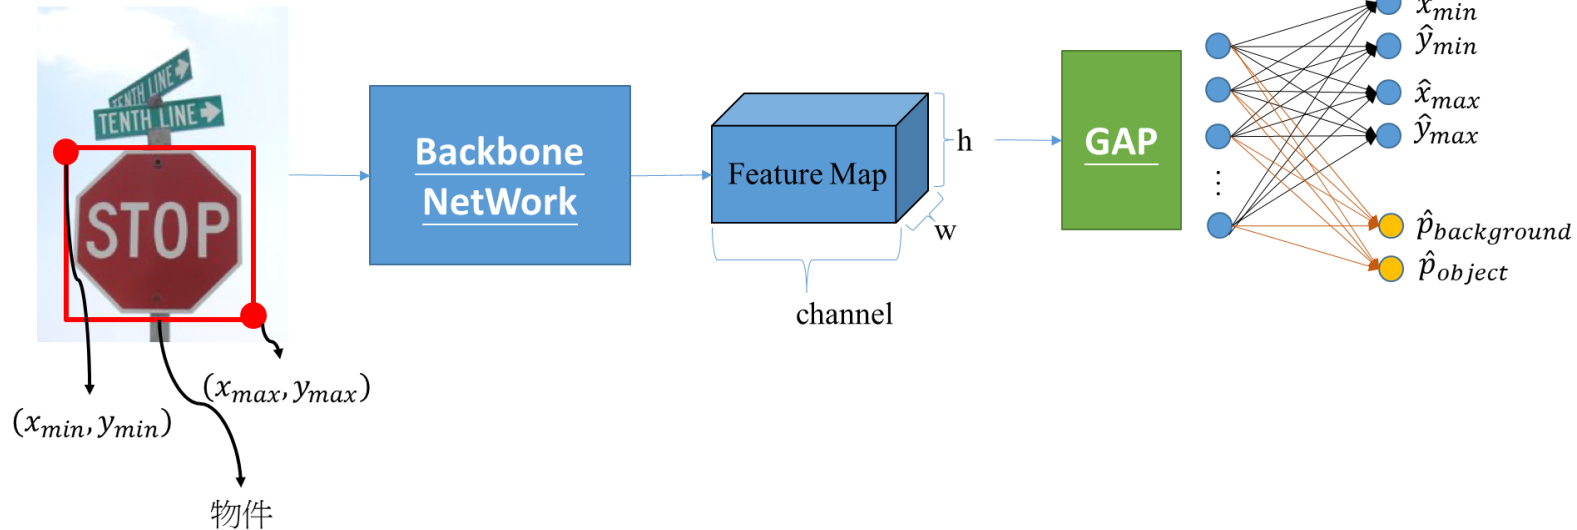 TENTH LINE
TENTH LINE
STOP
(x_min, y_min)
(x_max, y_max)
物件
Backbone
NetWork
Feature Map
h
w
channel
GAP
⋮
x̂_min
ŷ_min
x̂_max
ŷ_max
p̂_background
p̂_object